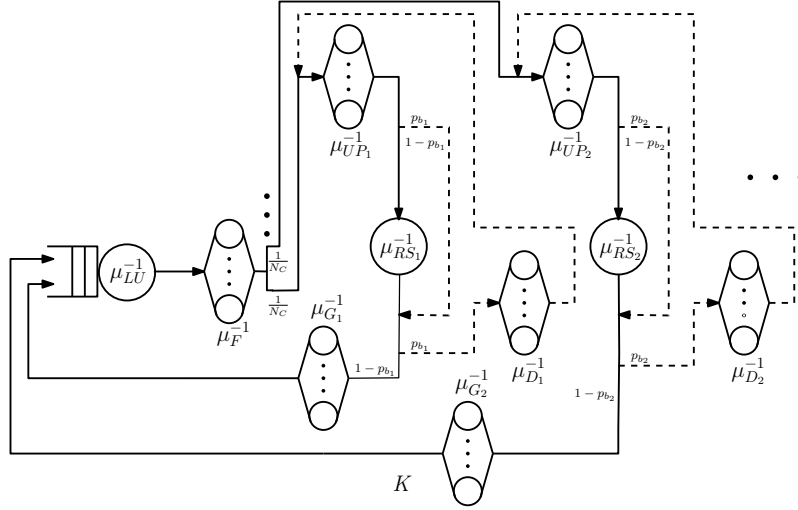 μ_{UP_1}^{-1}
μ_{UP_2}^{-1}
p_{b_1}
1 − p_{b_1}
p_{b_2}
1 − p_{b_2}
μ_{LU}^{-1}
μ_F^{-1}
\frac{1}{N_C}
\frac{1}{N_C}
μ_{RS_1}^{-1}
μ_{RS_2}^{-1}
μ_{G_1}^{-1}
1 − p_{b_1}
p_{b_1}
μ_{D_1}^{-1}
p_{b_2}
μ_{D_2}^{-1}
μ_{G_2}^{-1}
1 − p_{b_2}
K